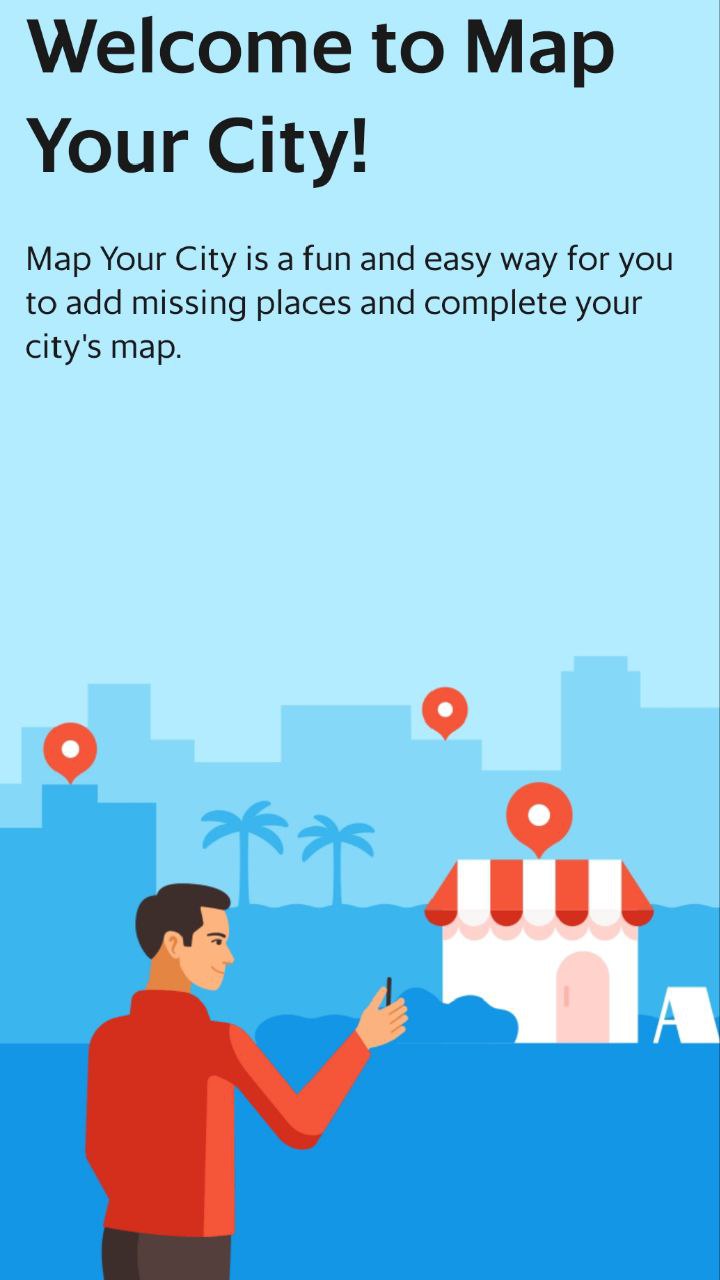 Welcome to Map
Your City!
Map Your City is a fun and easy way for you
to add missing places and complete your
city's map.